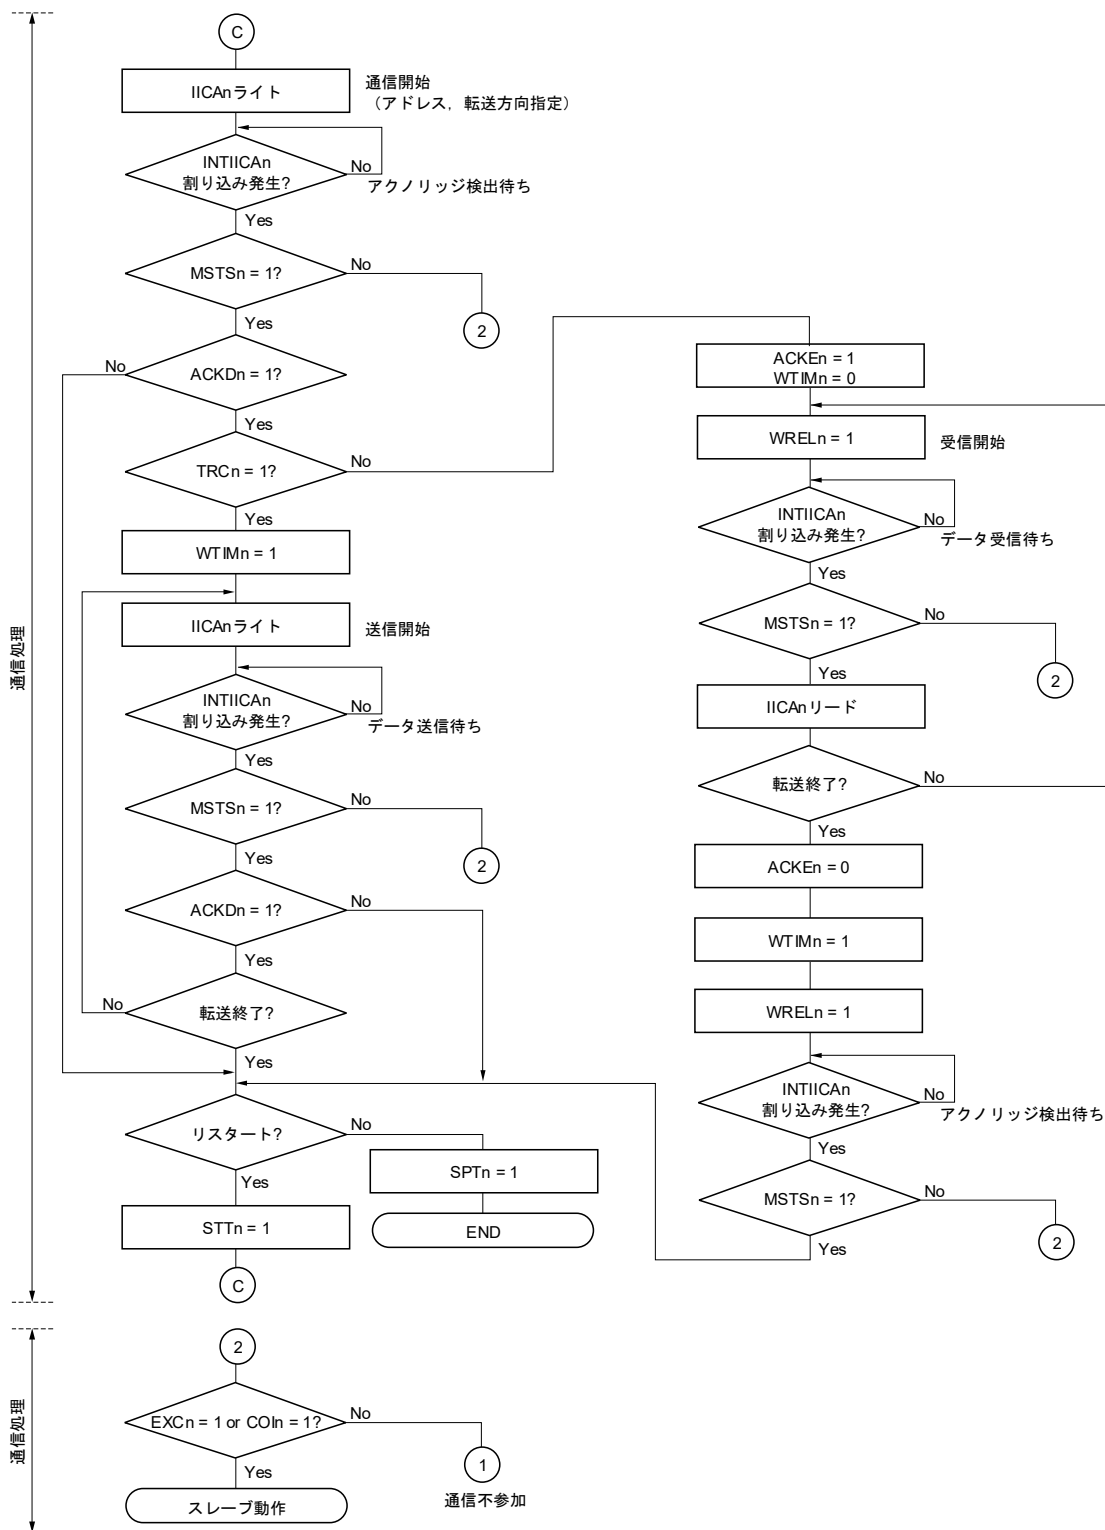 C
IICAnライト
通信開始
（アドレス，転送方向指定）
INTIICAn
割り込み発生?
No
アクノリッジ検出待ち
Yes
MSTSn = 1?
No
2
Yes
ACKDn = 1?
No
Yes
TRCn = 1?
No
Yes
WTIMn = 1
IICAnライト
送信開始
INTIICAn
割り込み発生?
No
データ送信待ち
Yes
MSTSn = 1?
No
2
Yes
ACKDn = 1?
No
Yes
転送終了?
No
Yes
リスタート?
No
Yes
SPTn = 1
END
STTn = 1
C
ACKEn = 1
WTIMn = 0
WRELn = 1
受信開始
INTIICAn
割り込み発生?
No
データ受信待ち
Yes
MSTSn = 1?
No
2
Yes
IICAnリード
転送終了?
No
Yes
ACKEn = 0
WTIMn = 1
WRELn = 1
INTIICAn
割り込み発生?
No
アクノリッジ検出待ち
Yes
MSTSn = 1?
No
2
Yes
通信処理
2
EXCn = 1 or COIn = 1?
No
1
通信不参加
Yes
スレーブ動作
通信処理